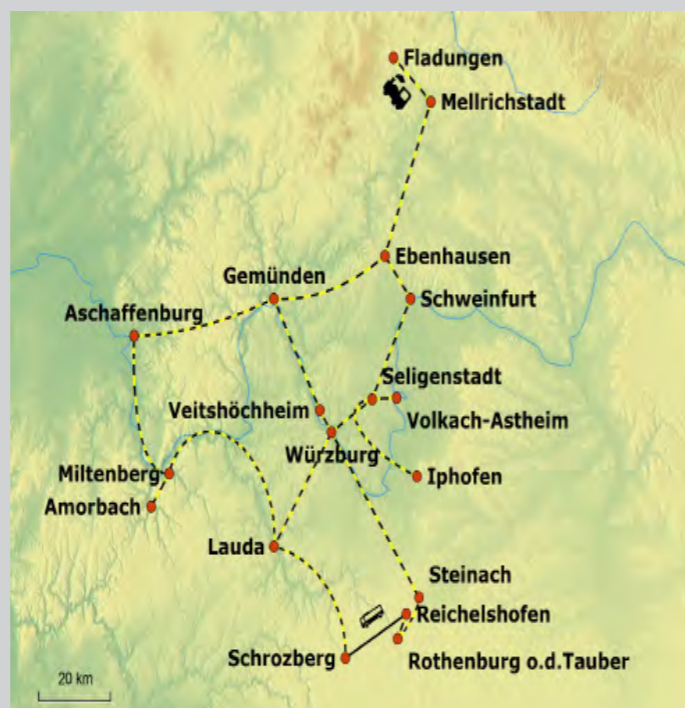 Fladungen
Mellrichstadt
Ebenhausen
Gemünden
Schweinfurt
Aschaffenburg
Seligenstadt
Veitshöchheim
Volkach-Astheim
Würzburg
Miltenberg
Iphofen
Amorbach
Lauda
Steinach
Reichelshofen
Schrozberg
Rothenburg o.d.Tauber
20 km